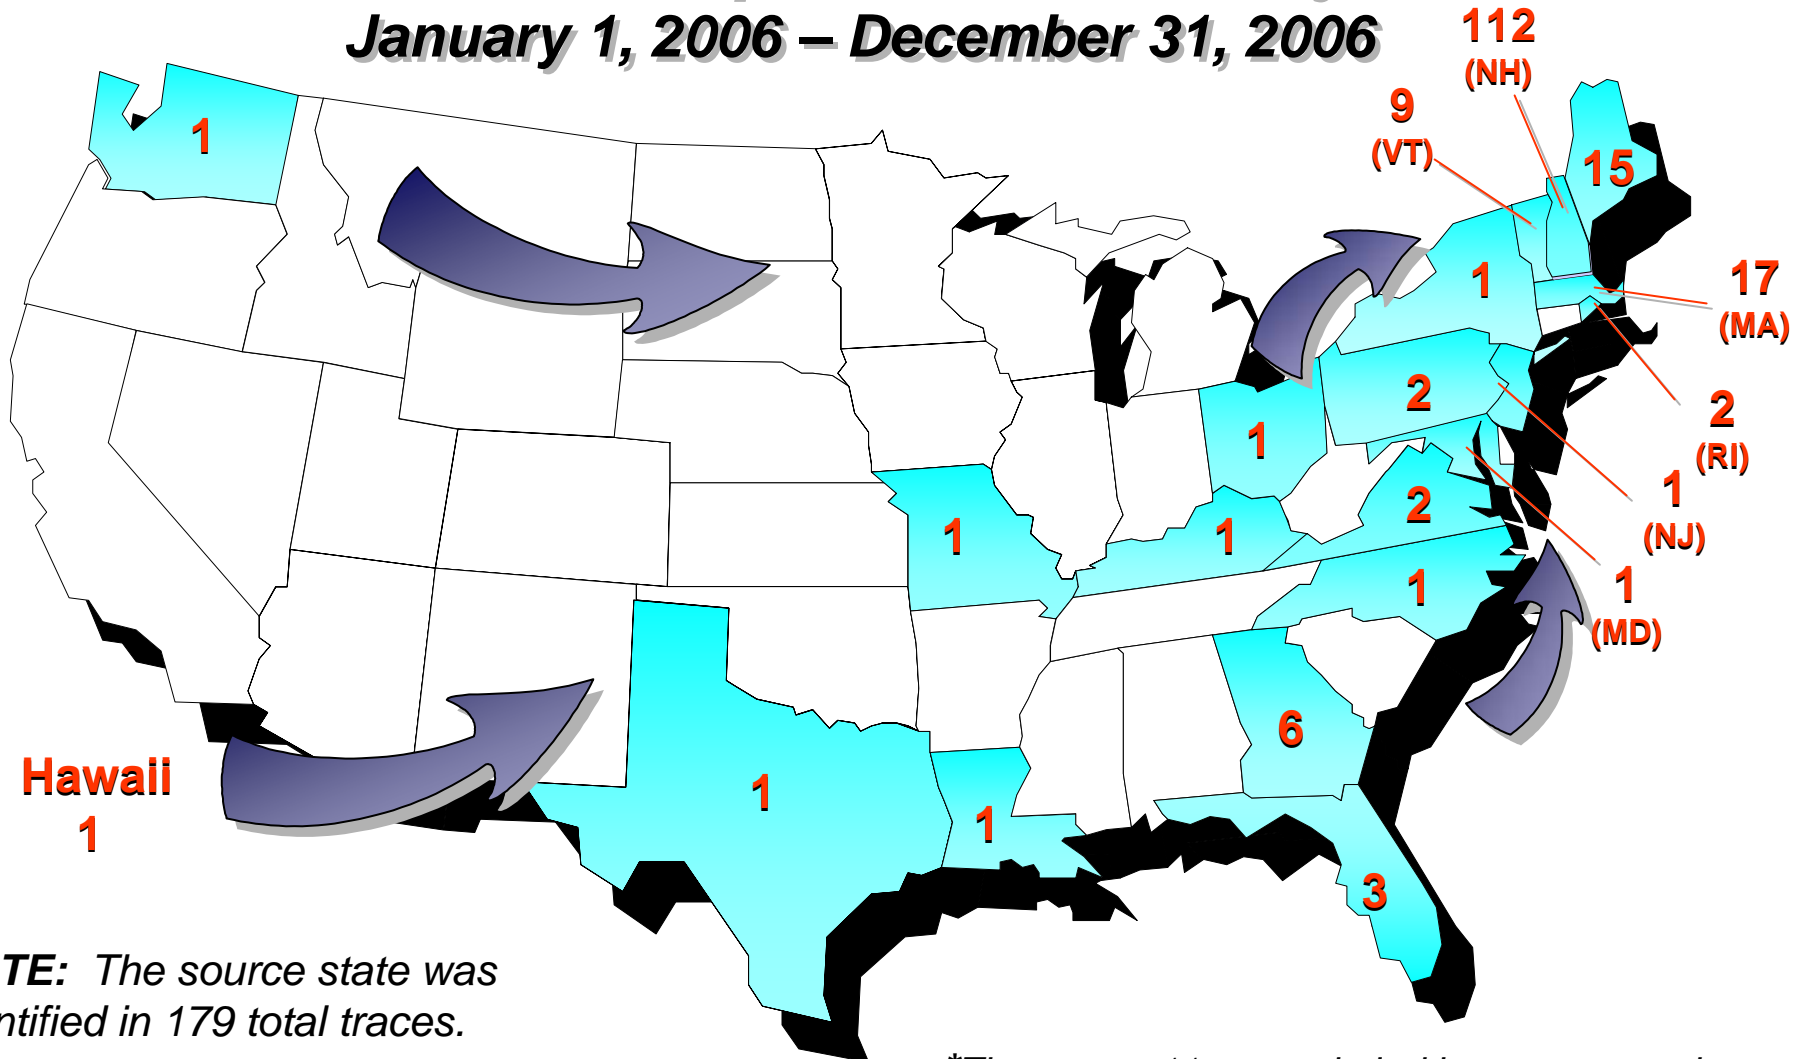 January 1, 2006 – December 31, 2006
112
(NH)
9
(VT)
15
1
1
17
(MA)
2
1
2
(RI)
1
(NJ)
2
1
1
1
1
(MD)
6
Hawaii
1
1
1
3
TE: The source state was
ntified in 179 total traces.